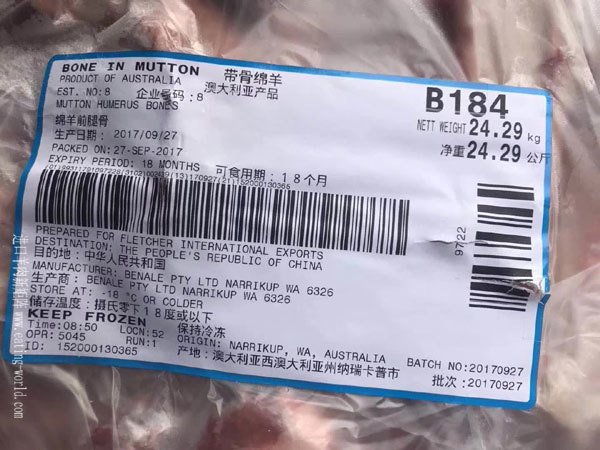 BONE IN MUTTON 带骨绵羊
PRODUCT OF AUSTRALIA 澳大利亚产品
EST. NO:8 企业号码:8
MUTTON HUMERUS BONES
绵羊前腿骨
生产日期: 2017/09/27
PACKED ON:27-SEP-2017
EXPIRY PERIOD: 18 MONTHS 可食用期:18个月
B184
NETT WEIGHT 24.29 kg
净重 24.29 公斤
9722
PREPARED FOR FLETCHER INTERNATIONAL EXPORTS
DESTINATION: THE PEOPLE'S REPUBLIC OF CHINA
目的地:中华人民共和国
MANUFACTURER: BENALE PTY LTD NARRIKUP WA 6326
生产商: BENALE PTY LTD NARRIKUP WA 6326
STORE AT: -18 °C OR COLDER
储存温度:摄氏零下18度或以下
KEEP FROZEN 保持冷冻
Time:08:50 LOCN:52
OPR: 5045 RUN:1
ID: 152000130365
ORIGIN: NARRIKUP, WA, AUSTRALIA
产地:澳大利亚西澳大利亚州纳瑞卡普市
BATCH NO:20170927
批次:20170927
www.eating-world.com